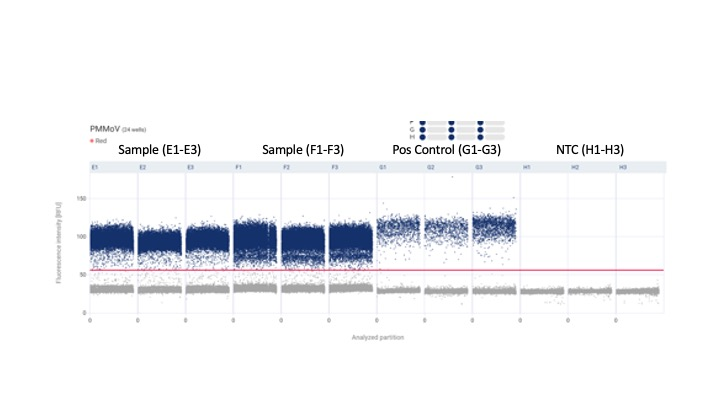 PMMoV (24 wells)
G
H
Red
Sample (E1-E3) Sample (F1-F3) Pos Control (G1-G3) NTC (H1-H3)
E1 E2 E3 F1 F2 F3 G1 G2 G3 H1 H2 H3
Fluorescence intensity [RFU]
150
100
50
0
0 0 0 0 0 0 0 0 0 0 0 0
Analyzed partition